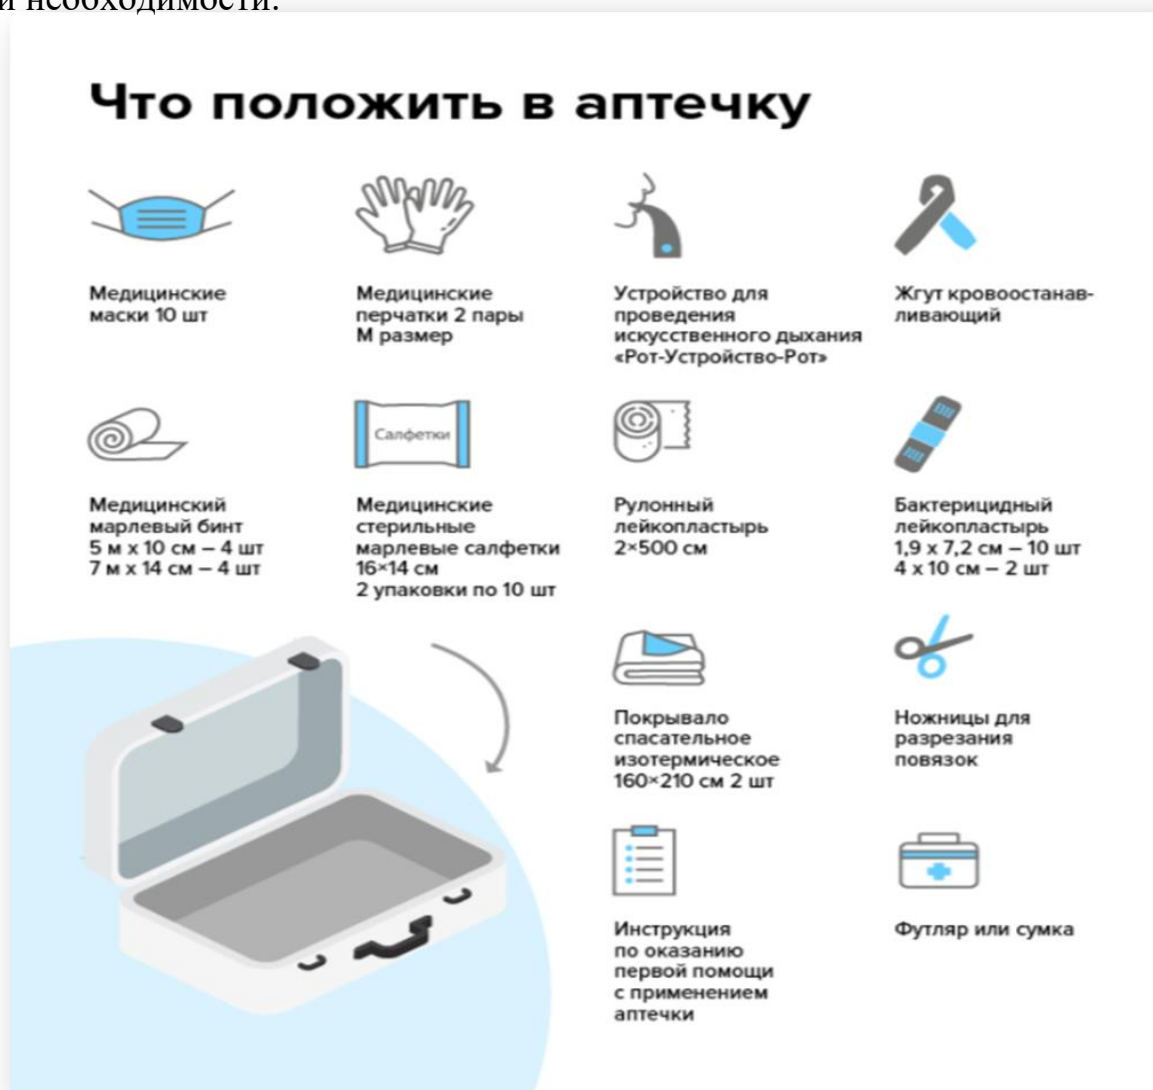 и необходимости.
Что положить в аптечку
Медицинские
маски 10 шт
Медицинские
перчатки 2 пары
М размер
Устройство для
проведения
искусственного дыхания
«Рот-Устройство-Рот»
Жгут кровоостанав-
ливающий
Медицинский
марлевый бинт
5 м х 10 см – 4 шт
7 м х 14 см – 4 шт
Салфетки
Медицинские
стерильные
марлевые салфетки
16×14 см
2 упаковки по 10 шт
Рулонный
лейкопластырь
2×500 см
Бактерицидный
лейкопластырь
1,9 х 7,2 см – 10 шт
4 х 10 см – 2 шт
Покрывало
спасательное
изотермическое
160×210 см 2 шт
Ножницы для
разрезания
повязок
Инструкция
по оказанию
первой помощи
с применением
аптечки
Футляр или сумка